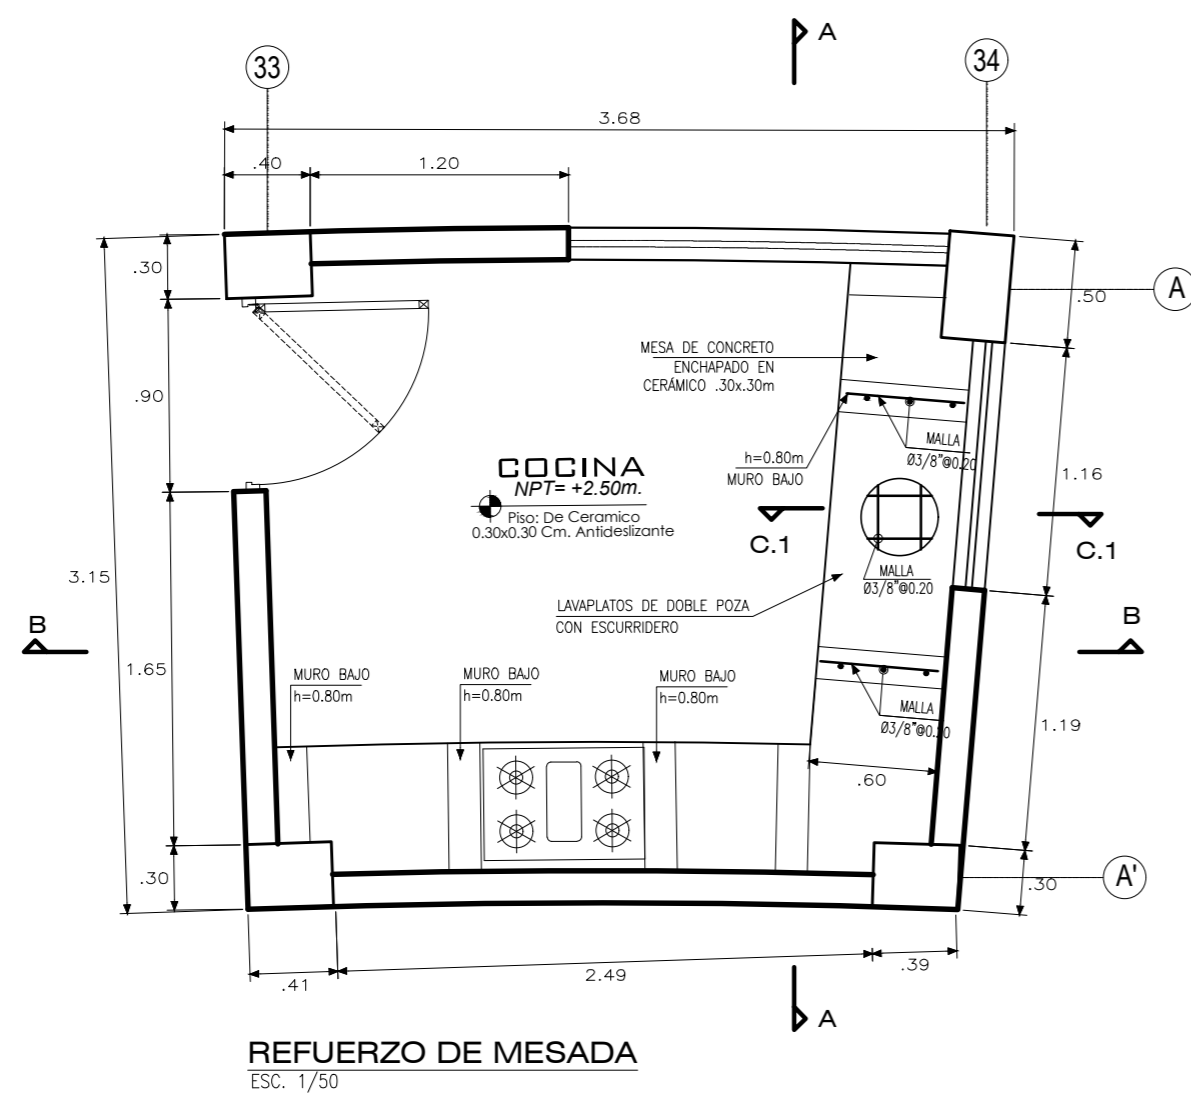 A
33
34
3.68
.40
1.20
.30
.50
A
MESA DE CONCRETO
ENCHAPADO EN
CERÁMICO .30x.30m
.90
MALLA
Ø3/8"@0.20
h=0.80m
MURO BAJO
1.16
COCINA
NPT= +2.50m.
Piso: De Ceramico
0.30x0.30 Cm. Antideslizante
C.1
C.1
MALLA
Ø3/8"@0.20
3.15
LAVAPLATOS DE DOBLE POZA
CON ESCURRIDERO
B
B
1.65
MURO BAJO
h=0.80m
MURO BAJO
h=0.80m
MURO BAJO
h=0.80m
MALLA
Ø3/8"@0.20
1.19
.60
.30
.30
A'
.41
2.49
.39
A
REFUERZO DE MESADA
ESC. 1/50